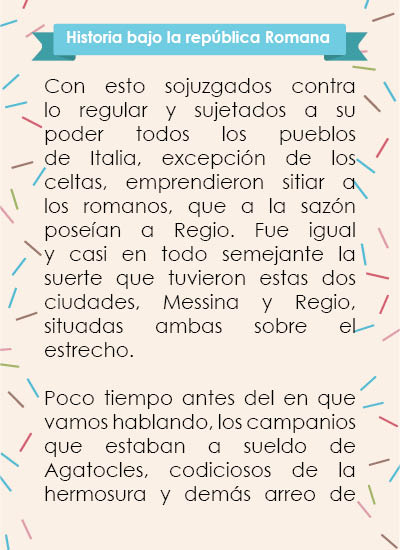 Historia bajo la república Romana
Con esto sojuzgados contra
lo regular y sujetados a su
poder todos los pueblos
de Italia, excepción de los
celtas, emprendieron sitiar a
los romanos, que a la sazón
poseían a Regio. Fue igual
y casi en todo semejante la
suerte que tuvieron estas dos
ciudades, Messina y Regio,
situadas ambas sobre el
estrecho.
Poco tiempo antes del en que
vamos hablando, los campanios
que estaban a sueldo de
Agatocles, codiciosos de la
hermosura y demás arreo de